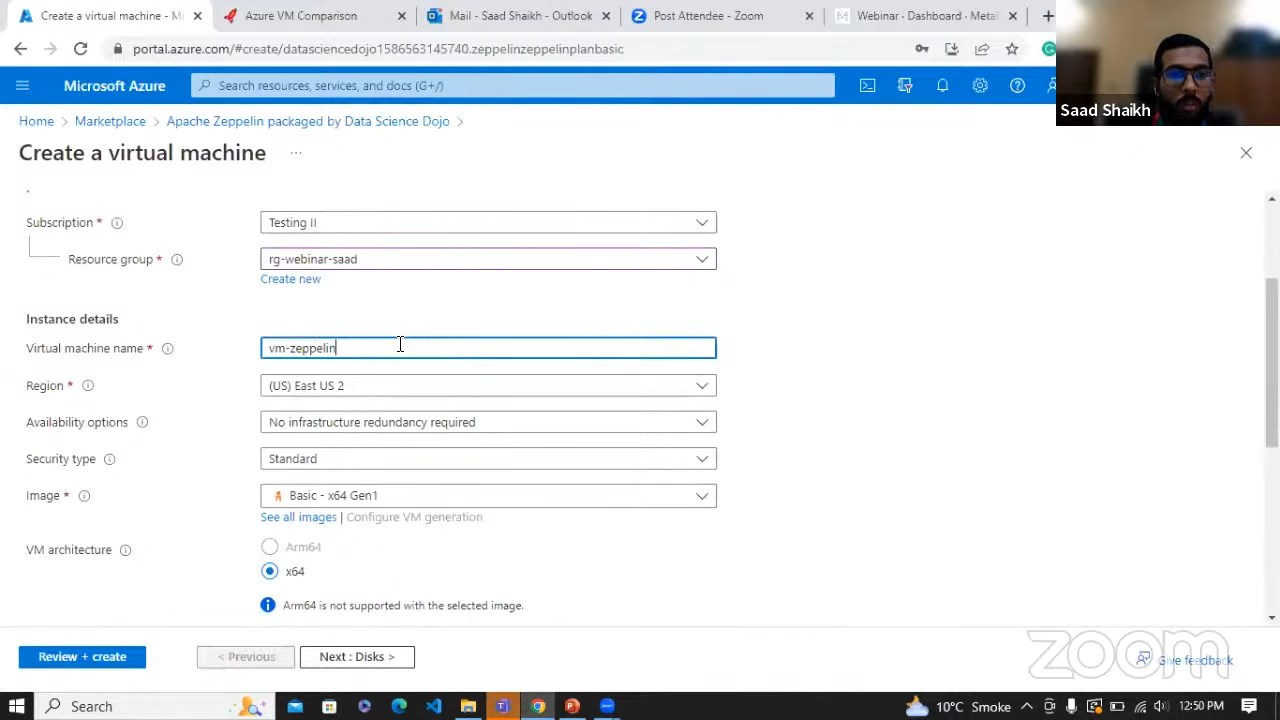 Create a virtual machine - Mi
Azure VM Comparison
Mail - Saad Shaikh - Outlook
Post Attendee - Zoom
Webinar · Dashboard · Metab
portal.azure.com/#create/datasciencedojo1586563145740.zeppelinzeppelinplanbasic
Microsoft Azure
Search resources, services, and docs (G+/)
Saad Shaikh
Home > Marketplace > Apache Zeppelin packaged by Data Science Dojo >
Create a virtual machine ...
Subscription *
Testing II
Resource group *
rg-webinar-saad
Create new
Instance details
Virtual machine name *
vm-zeppelin
Region *
(US) East US 2
Availability options
No infrastructure redundancy required
Security type
Standard
Image *
Basic - x64 Gen1
See all images | Configure VM generation
VM architecture
Arm64
x64
Arm64 is not supported with the selected image.
Review + create
< Previous
Next : Disks >
zoom
Give feedback
Search
10°C Smoke
12:50 PM